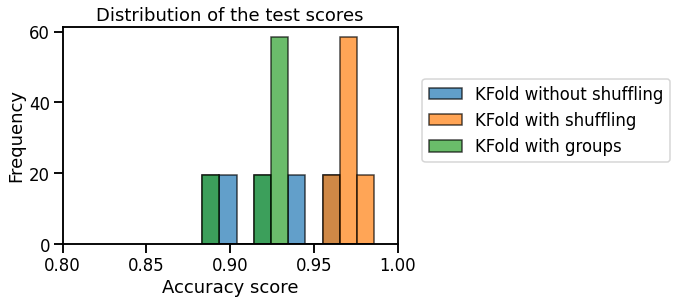 Distribution of the test scores
Frequency
60
40
20
0
0.80 0.85 0.90 0.95 1.00
Accuracy score
KFold without shuffling
KFold with shuffling
KFold with groups